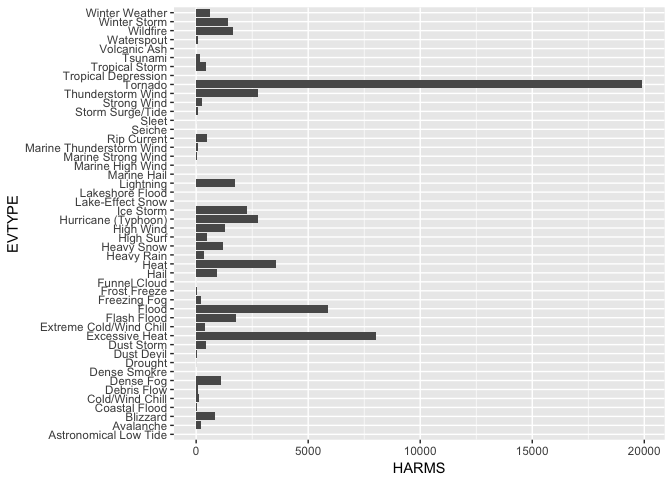 Winter Weather
Winter Storm
Wildfire
Waterspout
Volcanic Ash
Tsunami
Tropical Storm
Tropical Depression
Tornado
Thunderstorm Wind
Strong Wind
Storm Surge/Tide
Sleet
Seiche
Rip Current
Marine Thunderstorm Wind
Marine Strong Wind
Marine High Wind
Marine Hail
Lightning
Lakeshore Flood
Lake-Effect Snow
Ice Storm
Hurricane (Typhoon)
High Wind
High Surf
Heavy Snow
Heavy Rain
Heat
Hail
Funnel Cloud
Frost Freeze
Freezing Fog
Flood
Flash Flood
Extreme Cold/Wind Chill
Excessive Heat
Dust Storm
Dust Devil
Drought
Dense Smokre
Dense Fog
Debris Flow
Cold/Wind Chill
Coastal Flood
Blizzard
Avalanche
Astronomical Low Tide
EVTYPE
0 5000 10000 15000 20000
HARMS